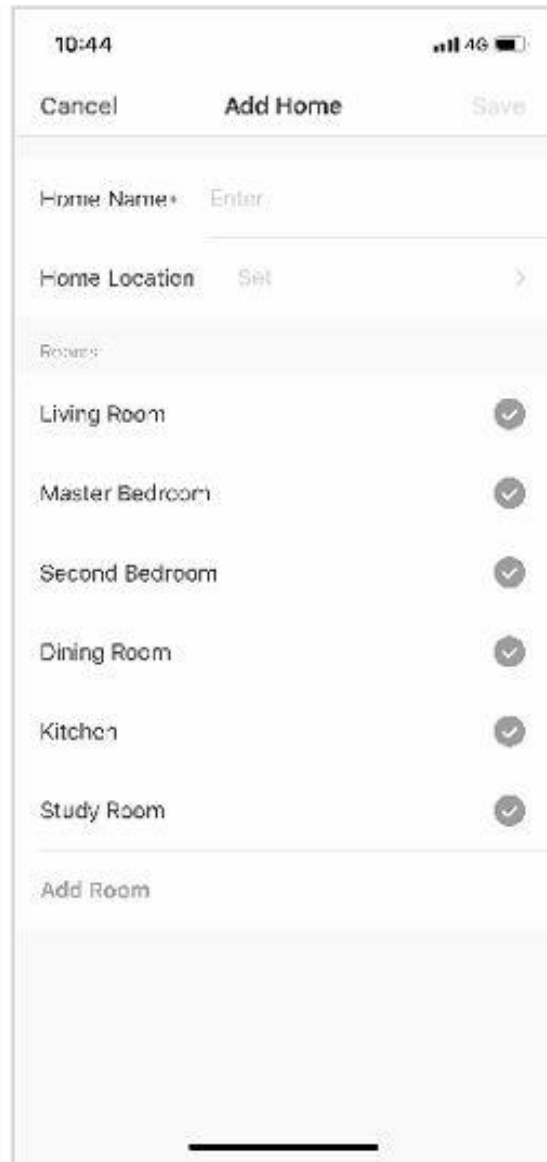 10:44 4G
Cancel Add Home Save
Home Name* Enter
Home Location Set
Rooms
Living Room
Master Bedroom
Second Bedroom
Dining Room
Kitchen
Study Room
Add Room